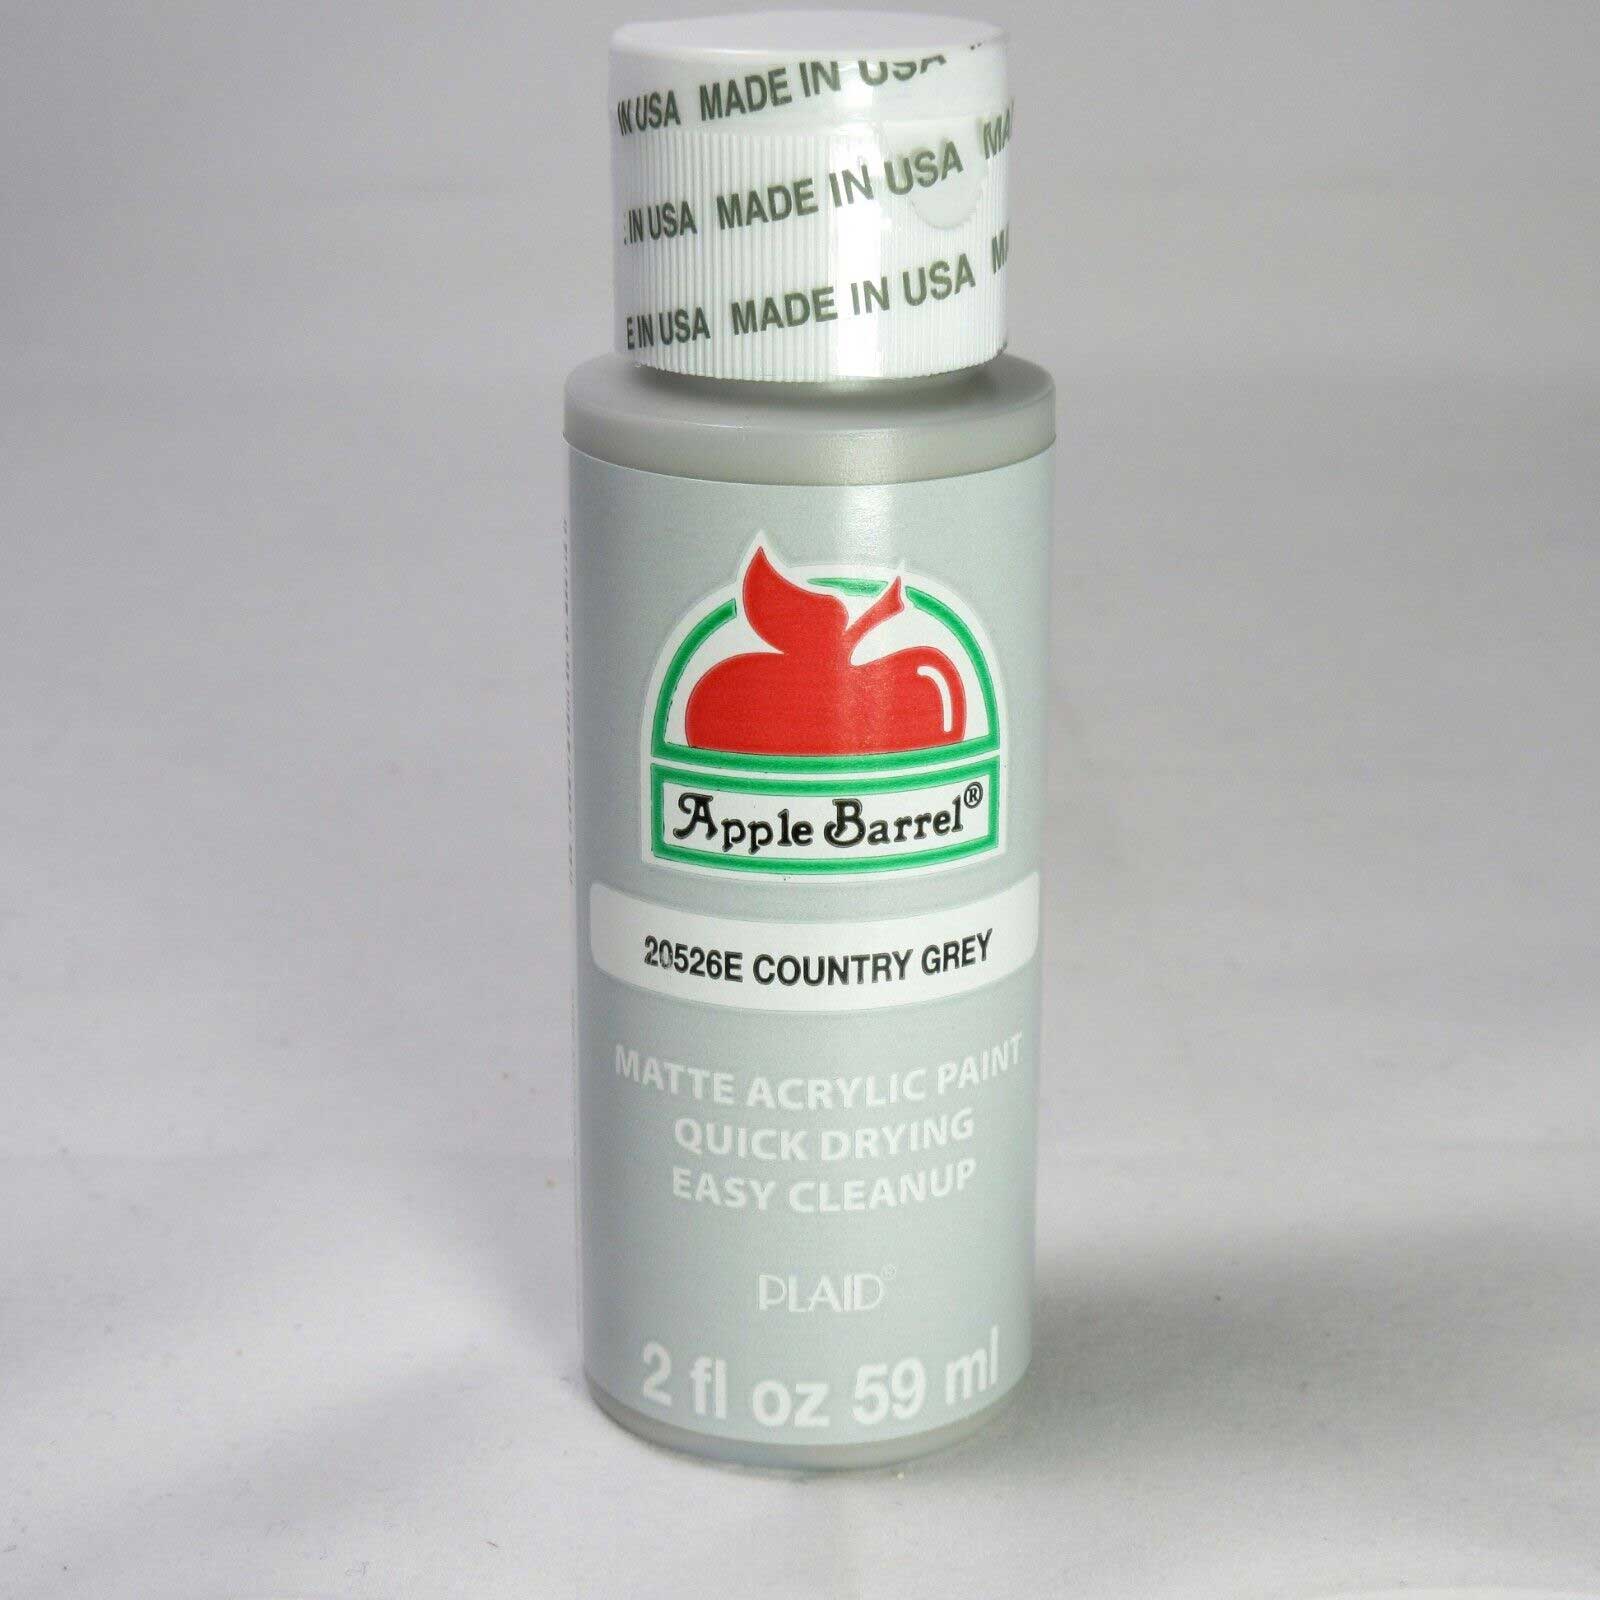 IN USA MADE IN USA
IN USA MADE IN USA MA
E IN USA MADE IN USA MA
Apple Barrel®
20526E COUNTRY GREY
MATTE ACRYLIC PAINT
QUICK DRYING
EASY CLEANUP
PLAID®
2 fl oz 59 ml